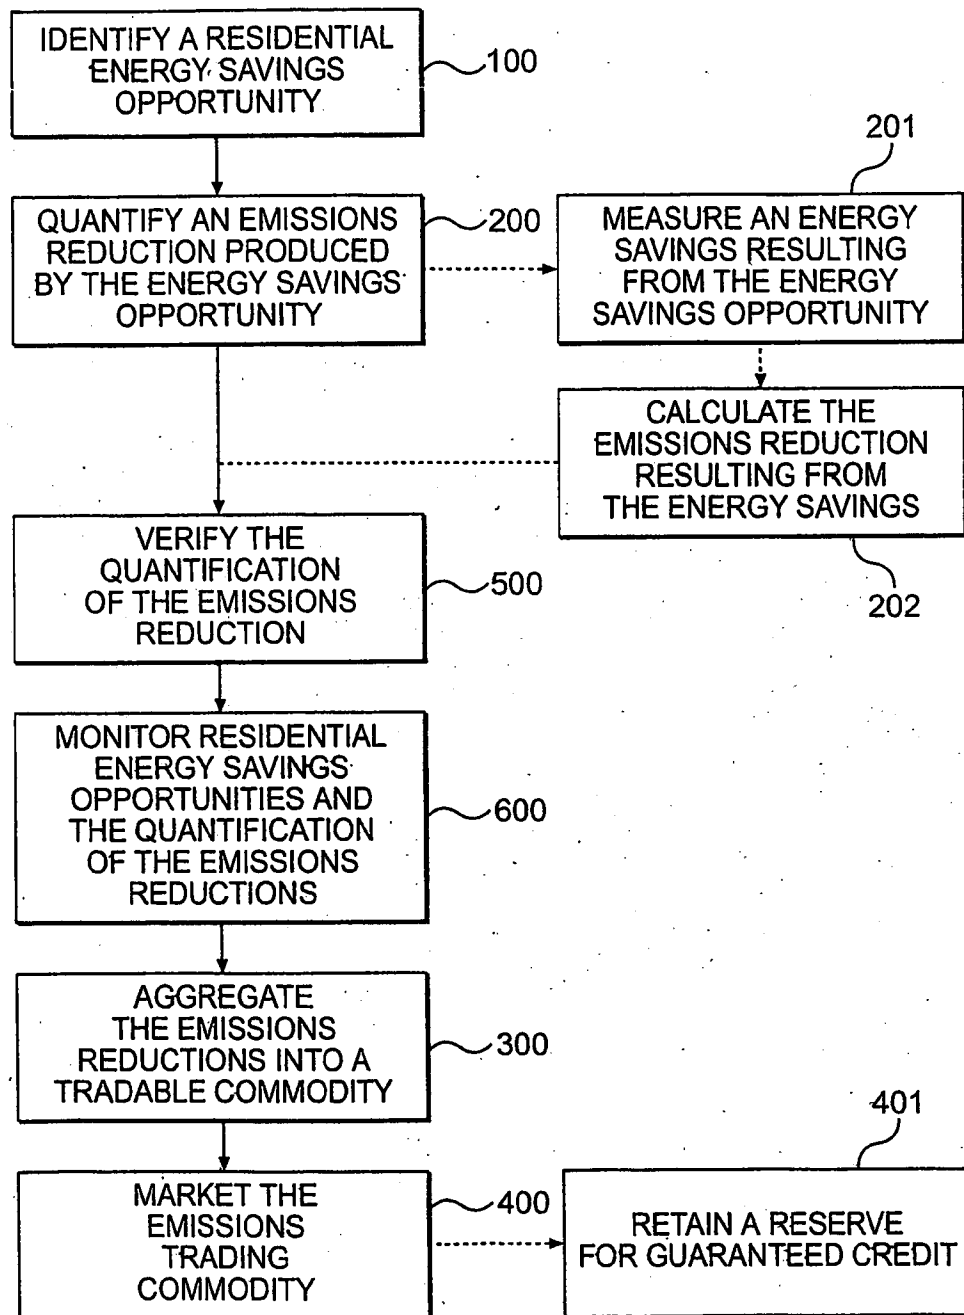 IDENTIFY A RESIDENTIAL
ENERGY SAVINGS
OPPORTUNITY
100
QUANTIFY AN EMISSIONS
REDUCTION PRODUCED
BY THE ENERGY SAVINGS
OPPORTUNITY
200
201
MEASURE AN ENERGY
SAVINGS RESULTING
FROM THE ENERGY
SAVINGS OPPORTUNITY
CALCULATE THE
EMISSIONS REDUCTION
RESULTING FROM
THE ENERGY SAVINGS
202
VERIFY THE
QUANTIFICATION
OF THE EMISSIONS
REDUCTION
500
MONITOR RESIDENTIAL
ENERGY SAVINGS
OPPORTUNITIES AND
THE QUANTIFICATION
OF THE EMISSIONS
REDUCTIONS
600
AGGREGATE
THE EMISSIONS
REDUCTIONS INTO A
TRADABLE COMMODITY
300
MARKET THE
EMISSIONS
TRADING
COMMODITY
400
401
RETAIN A RESERVE
FOR GUARANTEED CREDIT